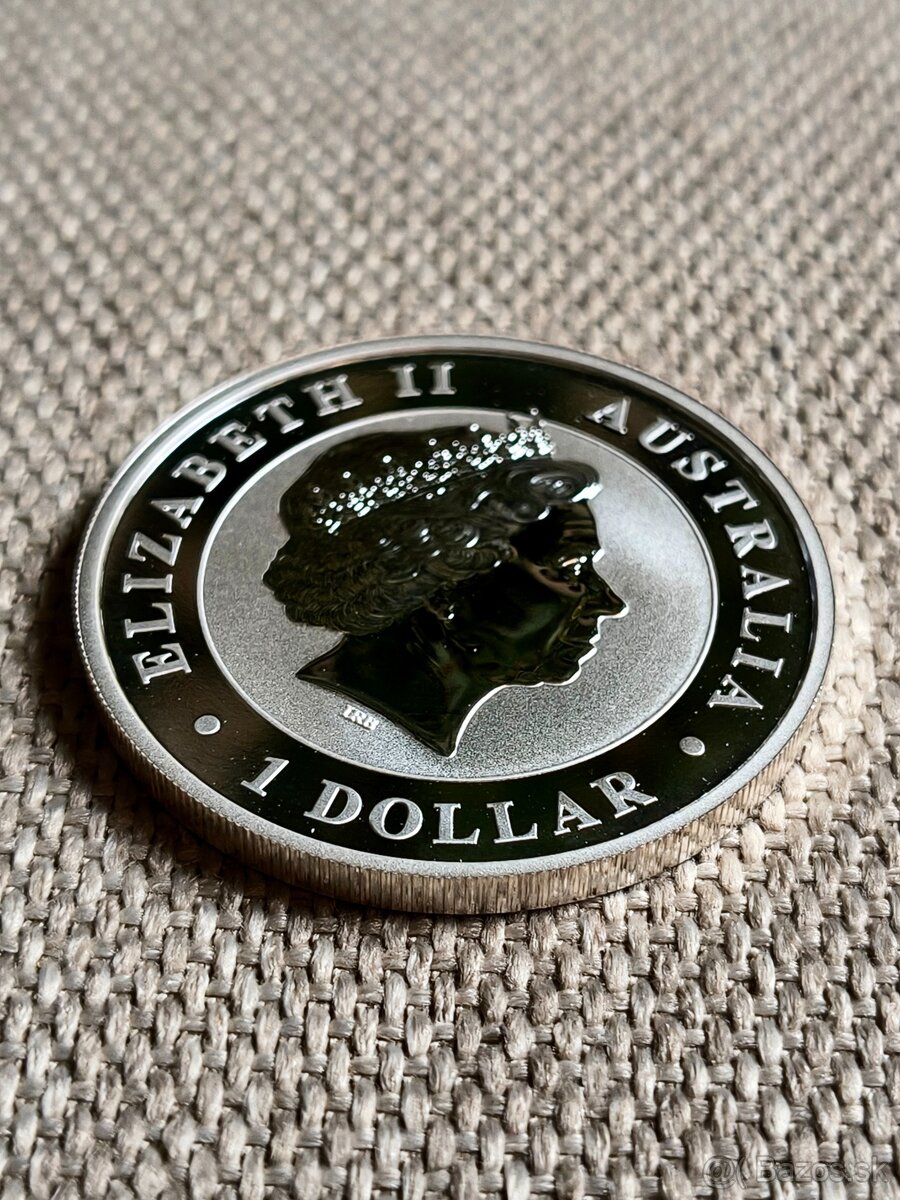 ELIZABETH II
AUSTRALIA
IRB
1 DOLLAR
@ Bazos.sk